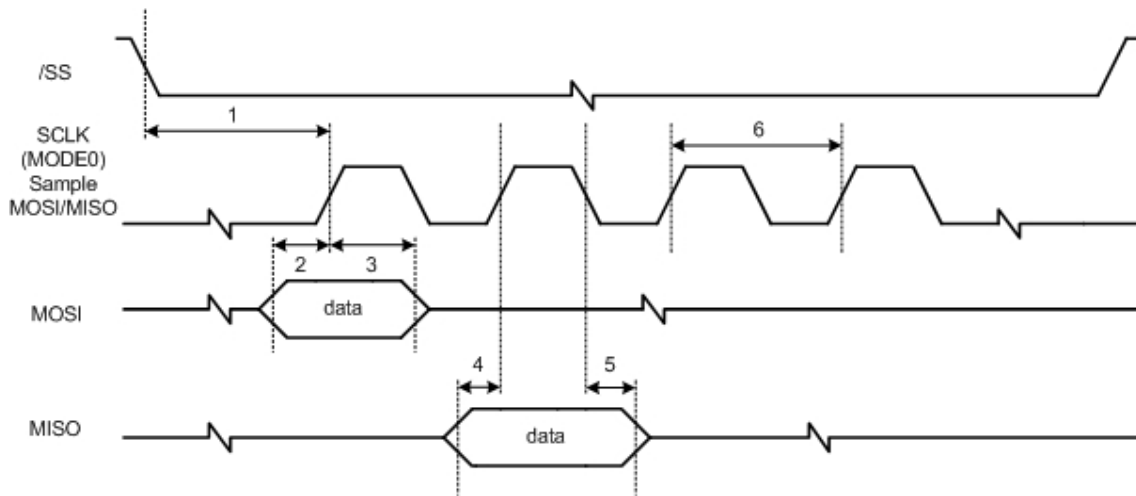 /SS
1
SCLK
(MODE0)
Sample
MOSI/MISO
6
2 3
MOSI
data
4 5
MISO
data